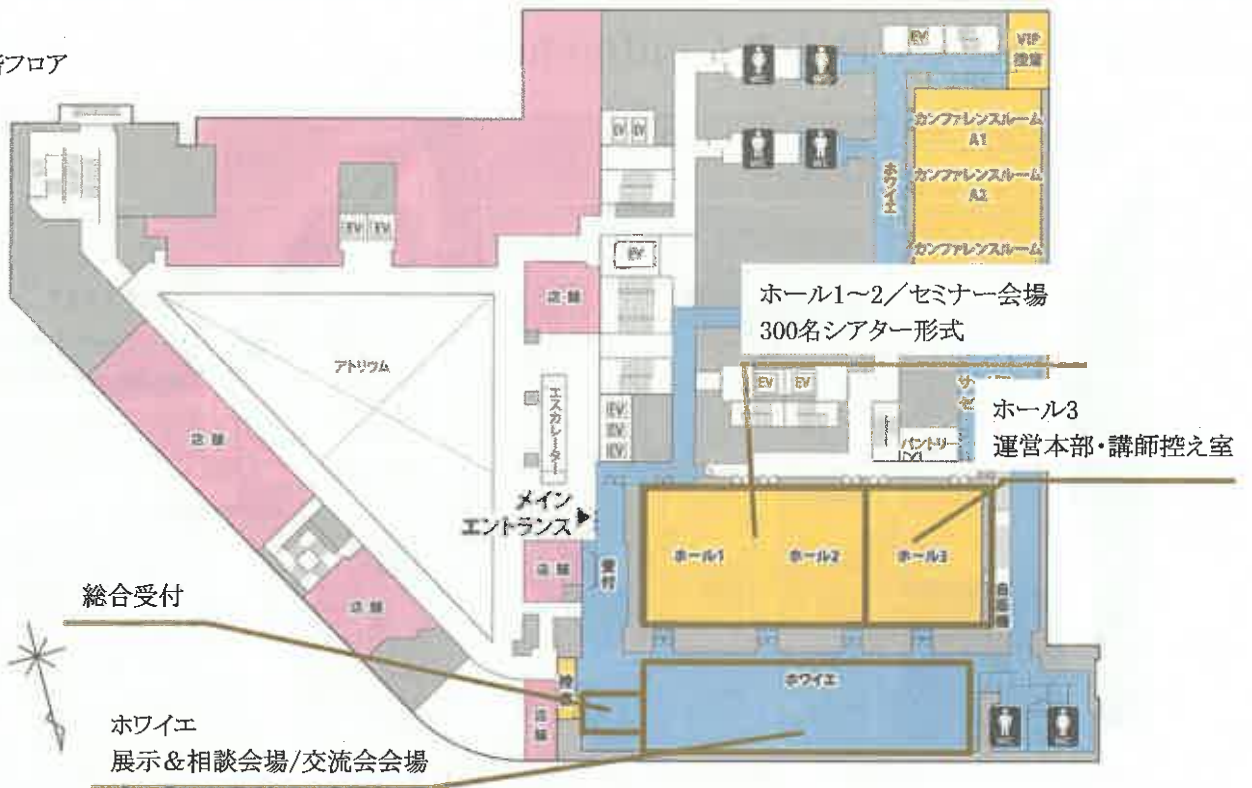 フロア
EV
VIP
控室
カンファレンスルーム
A1
EV EV
カンファレンスルーム
A2
ホワイエ
カンファレンスルーム
EV EV
EV
店舗
ホール1～2／セミナー会場
300名シアター形式
アトリウム
エスカレーター
EV EV
EV
EV
EV
サ
ホール3
運営本部・講師控え室
パントリー
店舗
メイン
エントランス
ホール1
ホール2
ホール3
店舗
受付
自販機
店舗
総合受付
ホワイエ
控室
店舗
ホワイエ
展示＆相談会場/交流会会場